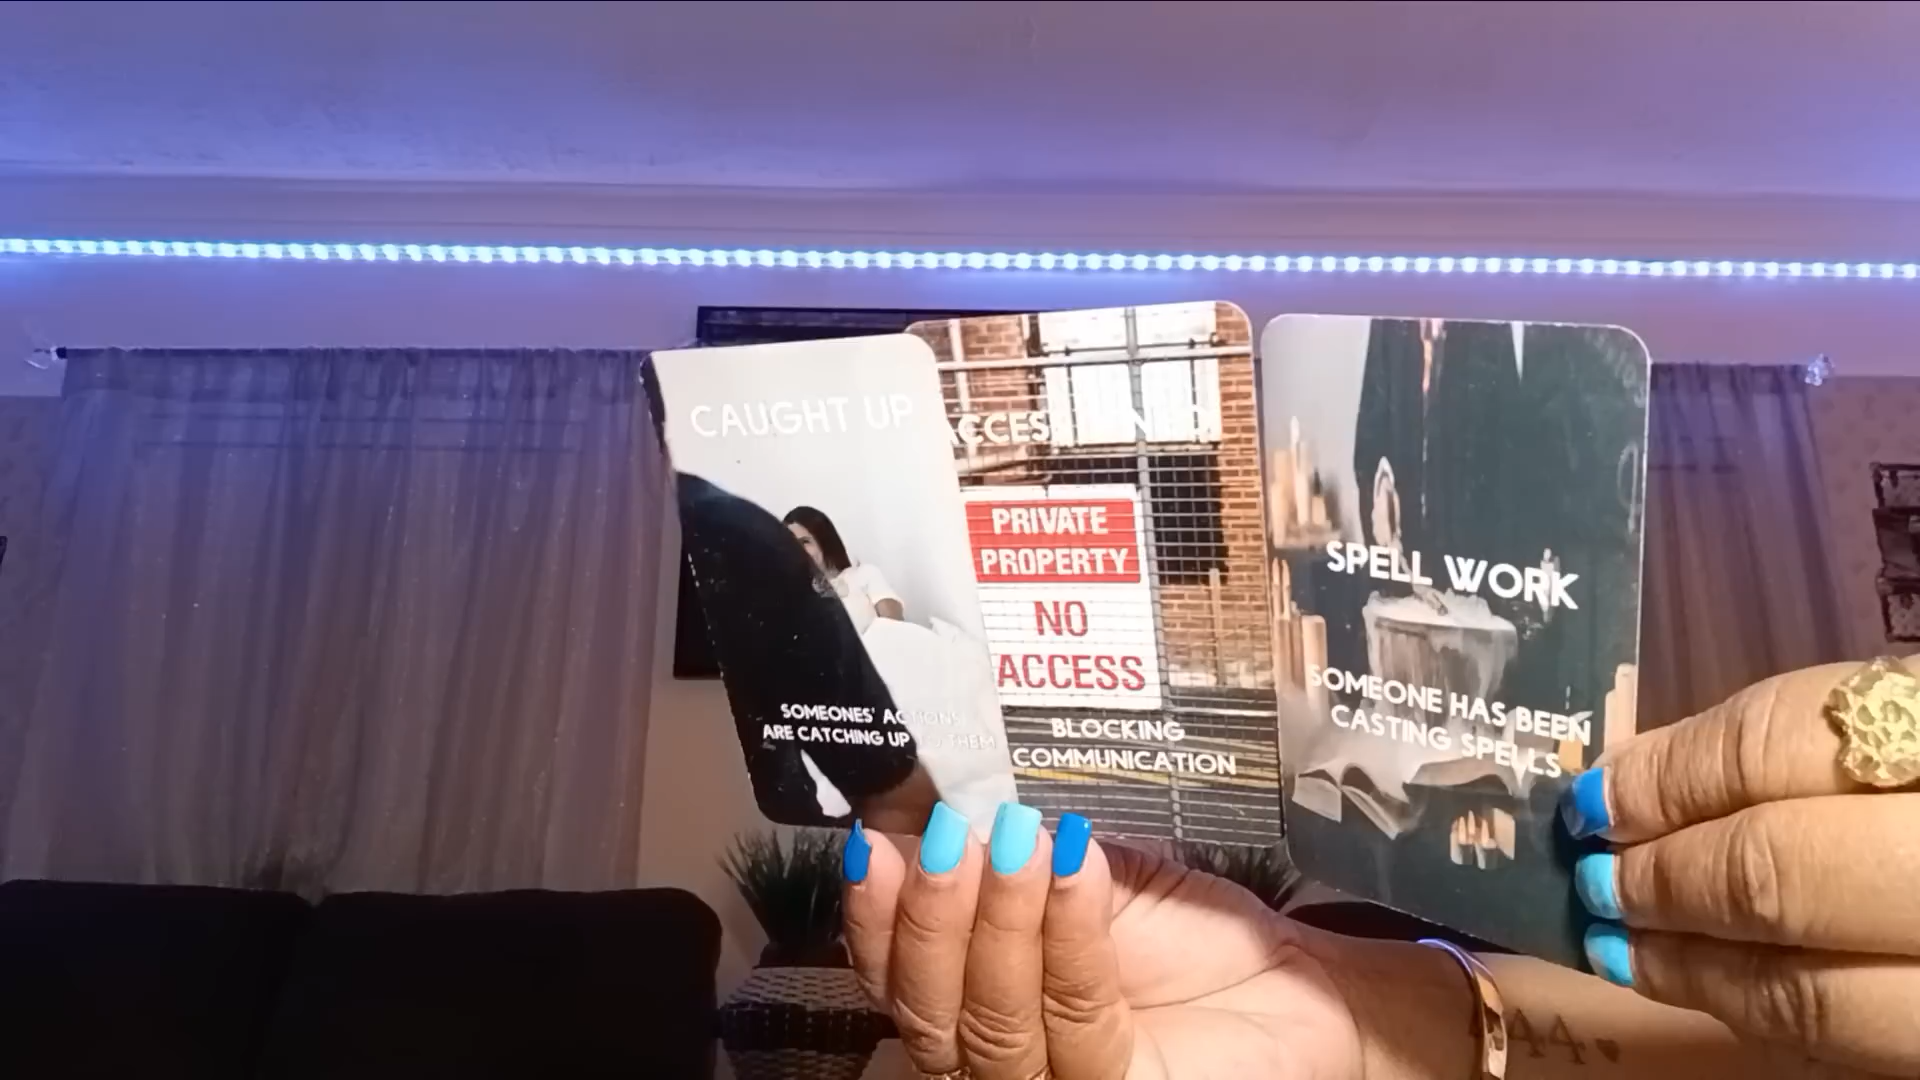 CAUGHT UP
SOMEONES' ACTIONS
ARE CATCHING UP TO THEM
PRIVATE
PROPERTY
NO
ACCESS
BLOCKING
COMMUNICATION
SPELL WORK
SOMEONE HAS BEEN
CASTING SPELLS
44